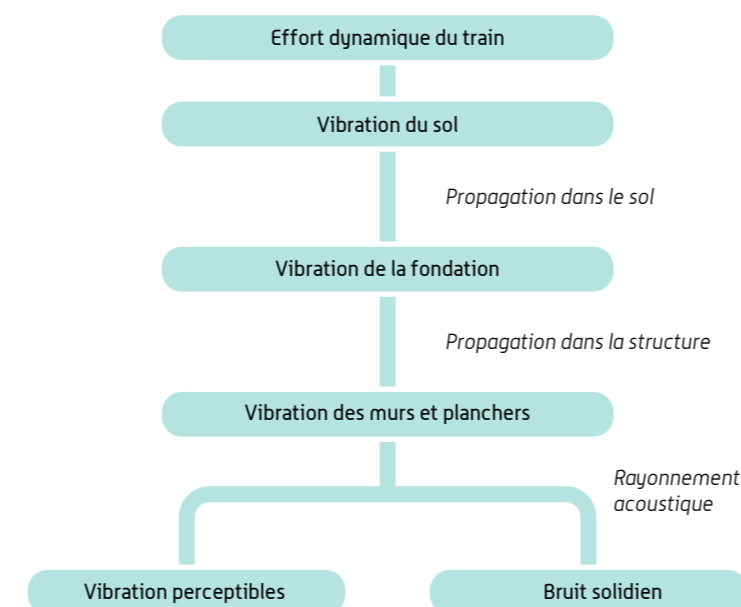 Effort dynamique du train
Vibration du sol
Propagation dans le sol
Vibration de la fondation
Propagation dans la structure
Vibration des murs et planchers
Rayonnement
acoustique
Vibration perceptibles
Bruit solidien